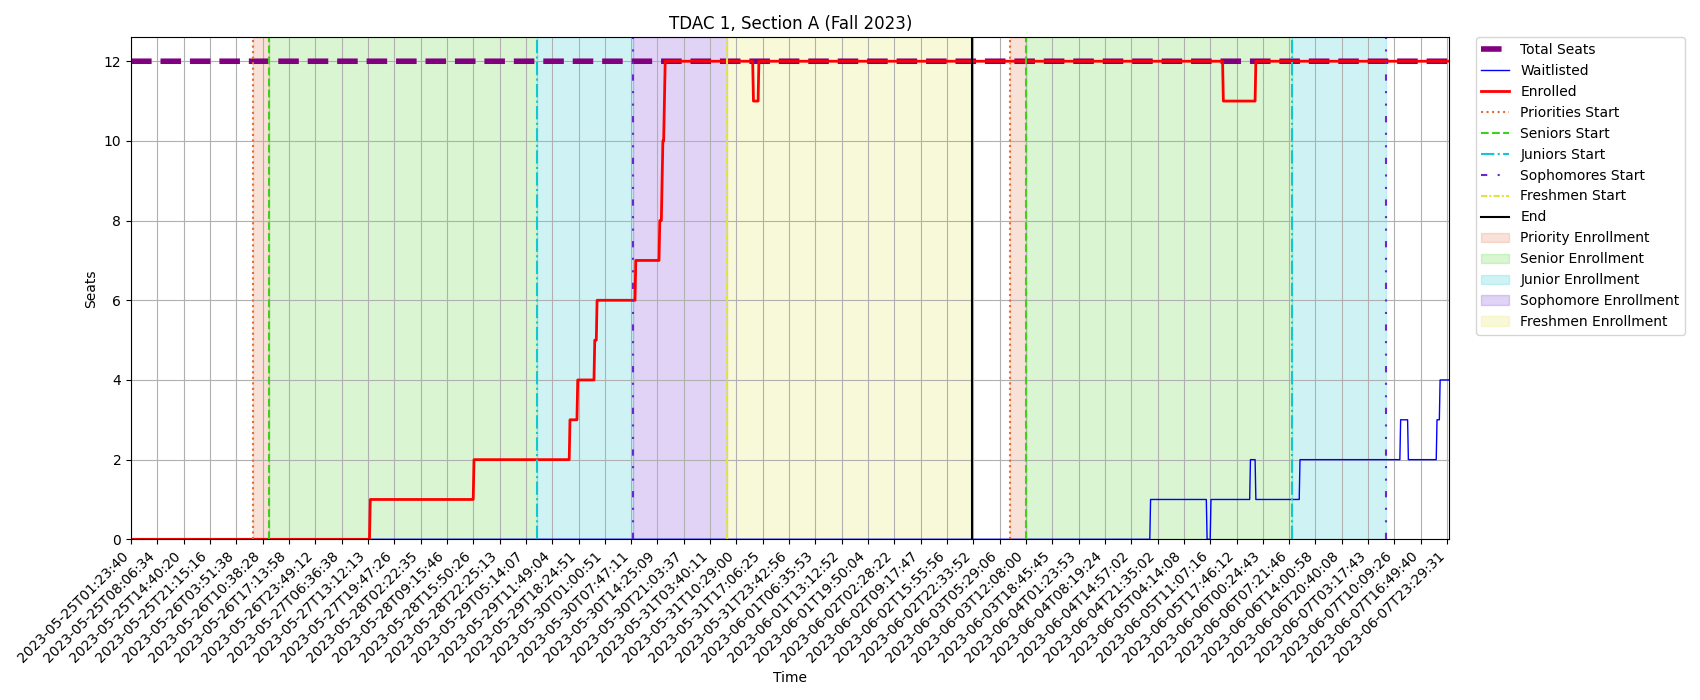 TDAC 1, Section A (Fall 2023)
Seats
12
10
8
6
4
2
0
2023-05-25T01:23:40
2023-05-25T08:06:34
2023-05-25T14:40:20
2023-05-25T21:15:16
2023-05-26T03:51:38
2023-05-26T10:38:28
2023-05-26T17:13:58
2023-05-26T23:49:12
2023-05-27T06:36:38
2023-05-27T13:12:13
2023-05-27T19:47:26
2023-05-28T02:22:35
2023-05-28T09:15:46
2023-05-28T15:50:26
2023-05-28T22:25:13
2023-05-29T05:14:07
2023-05-29T11:49:04
2023-05-29T18:24:51
2023-05-30T01:00:51
2023-05-30T07:47:11
2023-05-30T14:25:09
2023-05-30T21:03:37
2023-05-31T03:40:11
2023-05-31T10:29:00
2023-05-31T17:06:25
2023-05-31T23:42:56
2023-06-01T06:35:53
2023-06-01T13:12:52
2023-06-01T19:50:04
2023-06-02T02:28:22
2023-06-02T09:17:47
2023-06-02T15:55:56
2023-06-02T22:33:52
2023-06-03T05:29:06
2023-06-03T12:08:00
2023-06-03T18:45:45
2023-06-04T01:23:53
2023-06-04T08:19:24
2023-06-04T14:57:02
2023-06-04T21:35:02
2023-06-05T04:14:08
2023-06-05T11:07:16
2023-06-05T17:46:12
2023-06-06T00:24:43
2023-06-06T07:21:46
2023-06-06T14:00:58
2023-06-06T20:40:08
2023-06-07T03:17:43
2023-06-07T10:09:26
2023-06-07T16:49:40
2023-06-07T23:29:31
Time
Total Seats
Waitlisted
Enrolled
Priorities Start
Seniors Start
Juniors Start
Sophomores Start
Freshmen Start
End
Priority Enrollment
Senior Enrollment
Junior Enrollment
Sophomore Enrollment
Freshmen Enrollment